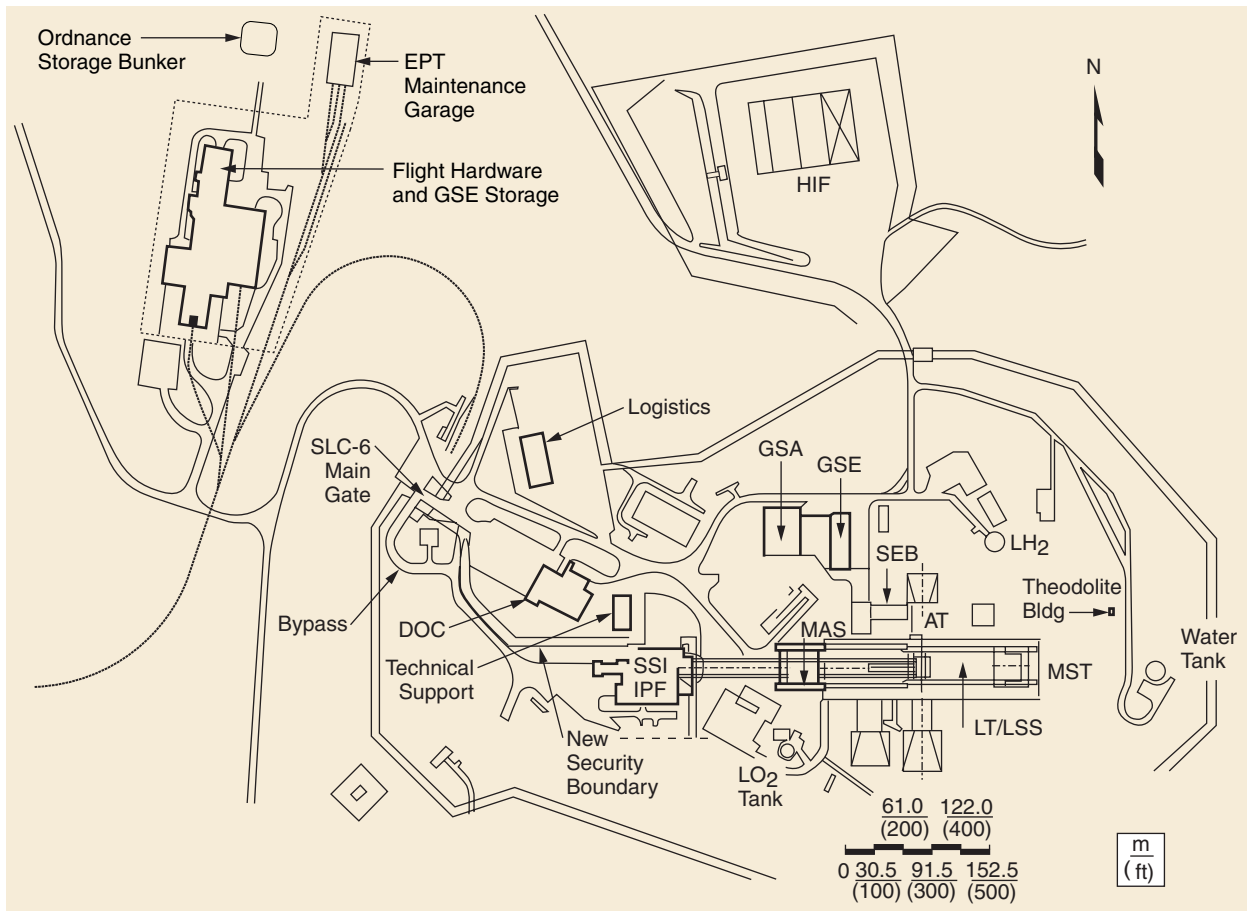 Ordnance
Storage Bunker
EPT
Maintenance
Garage
Flight Hardware
and GSE Storage
HIF
N
Logistics
SLC-6
Main
Gate
GSA
GSE
LH2
SEB
Theodolite
Bldg
Bypass
DOC
Technical
Support
MAS
AT
Water
Tank
SSI
IPF
MST
LT/LSS
New
Security
Boundary
LO2
Tank
61.0 122.0
(200) (400)
0 30.5 91.5 152.5
(100) (300) (500)
m
(ft)